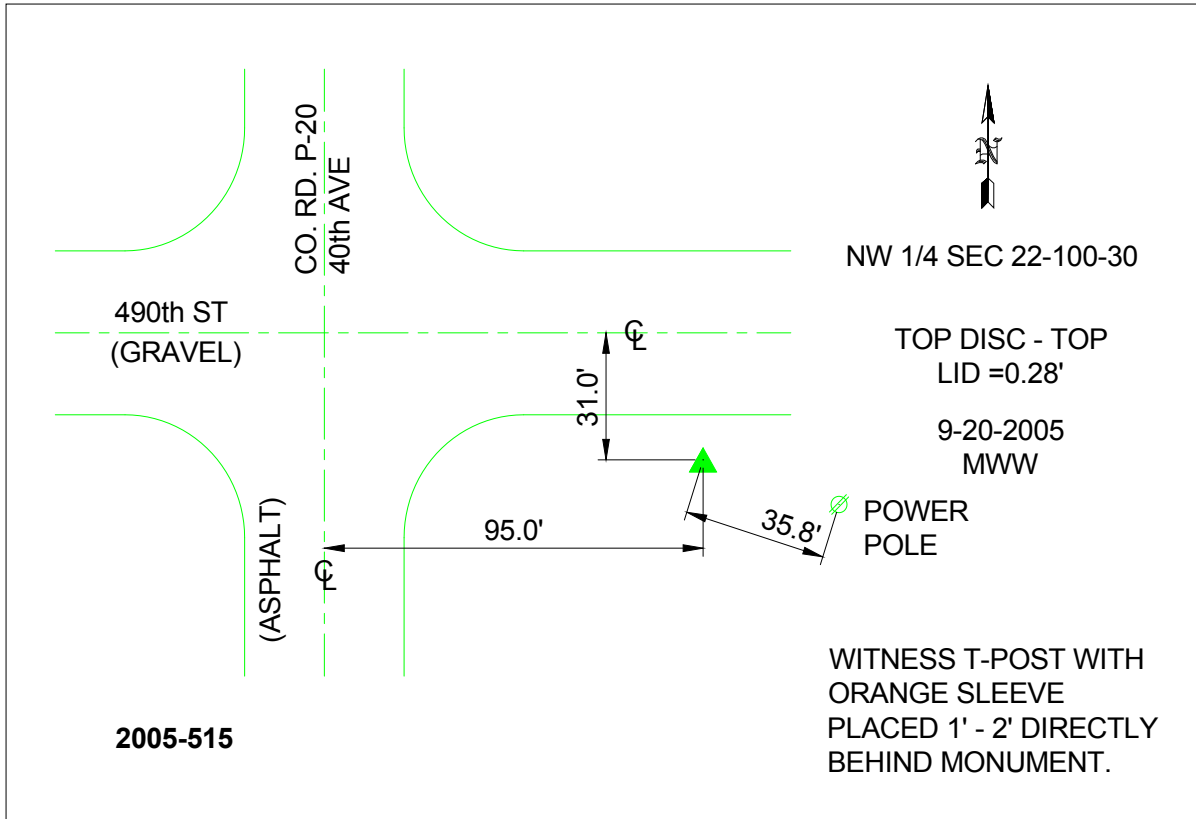 CO. RD. P-20
40th AVE
N
NW 1/4 SEC 22-100-30
490th ST
(GRAVEL)
℄
31.0'
TOP DISC - TOP
LID =0.28'
9-20-2005
MWW
95.0'
35.8'
POWER
POLE
℄
(ASPHALT)
WITNESS T-POST WITH
ORANGE SLEEVE
PLACED 1' - 2' DIRECTLY
BEHIND MONUMENT.
2005-515